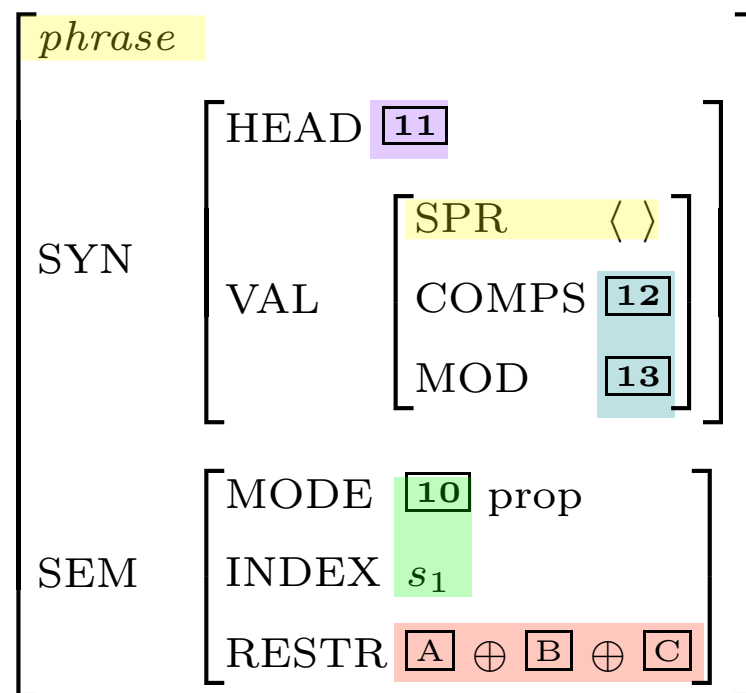 phrase
HEAD 11
SYN
VAL
SPR ⟨ ⟩
COMPS 12
MOD 13
SEM
MODE 10 prop
INDEX s₁
RESTR A ⊕ B ⊕ C